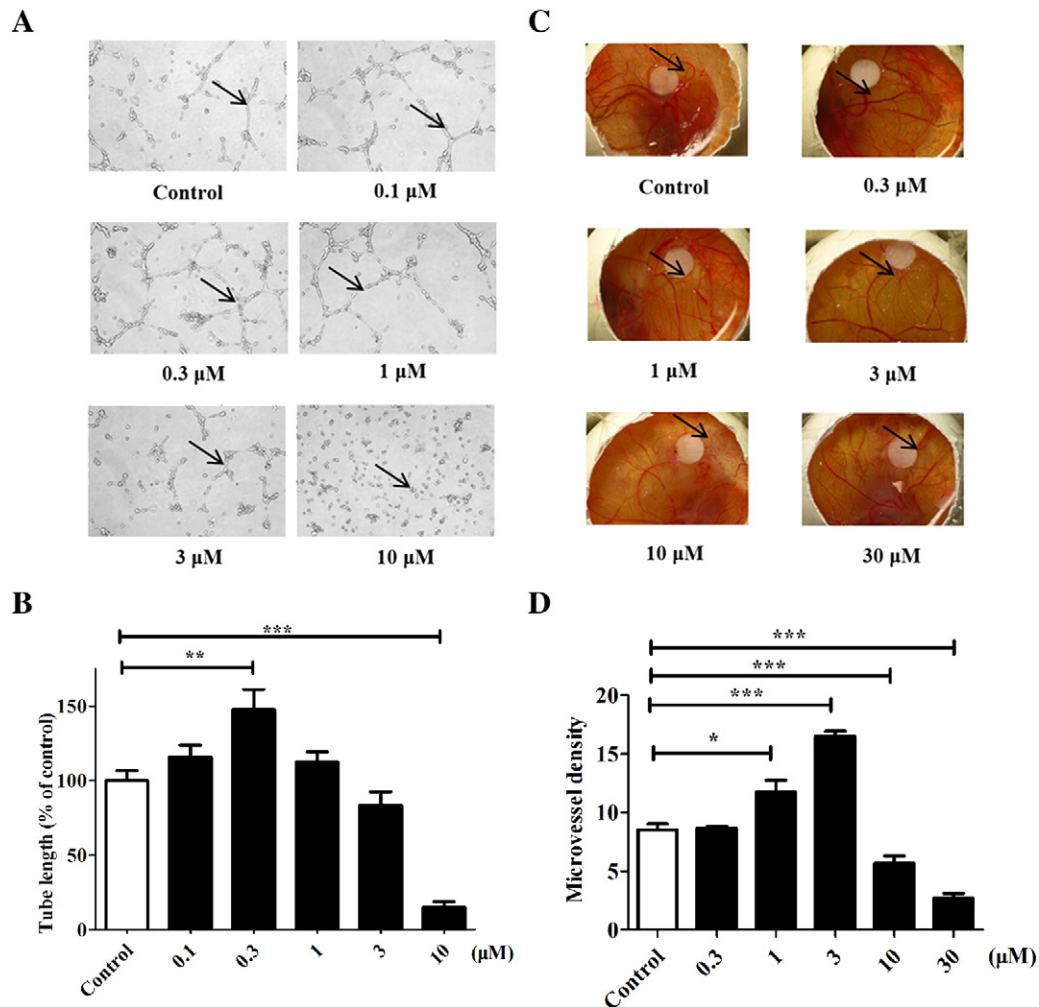 A
Control
0.1 μM
0.3 μM
1 μM
3 μM
10 μM
B
***
**
Tube length (% of control)
150
100
50
0
Control
0.1
0.3
1
3
10
(μM)
C
Control
0.3 μM
1 μM
3 μM
10 μM
30 μM
D
***
***
***
*
Microvessel density
20
15
10
5
0
Control
0.3
1
3
10
30
(μM)